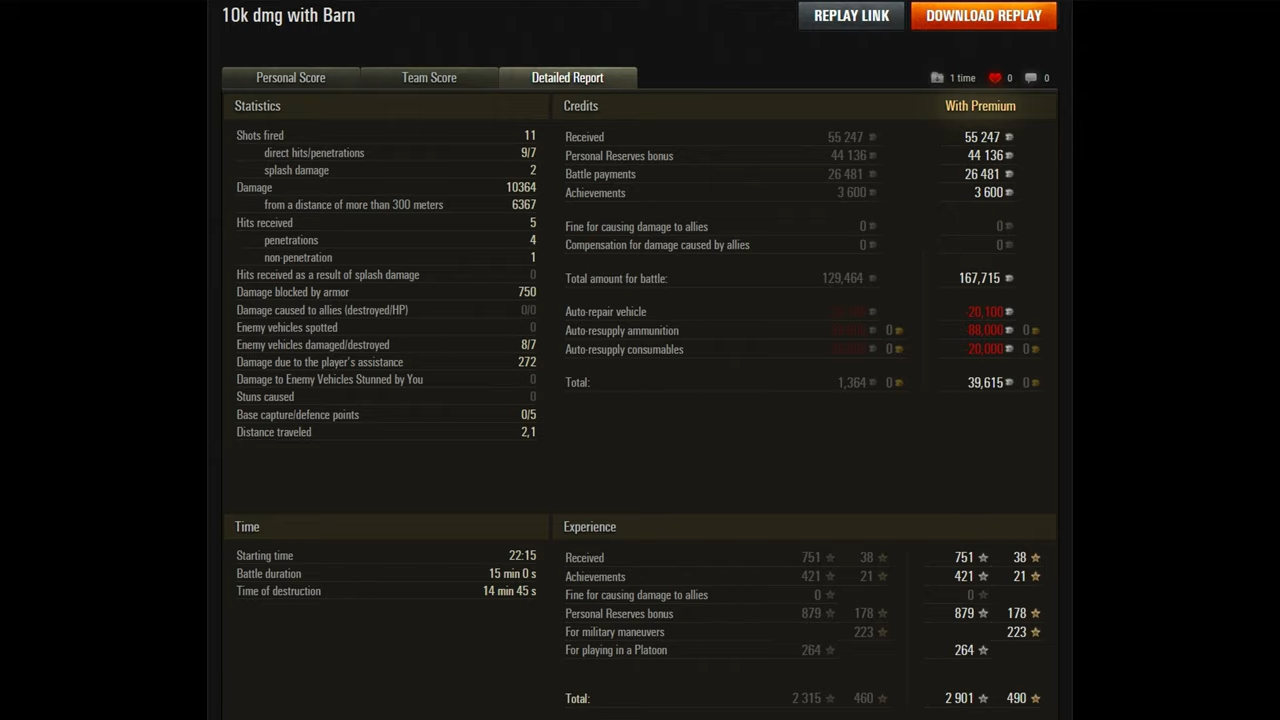 10k dmg with Barn
REPLAY LINK
DOWNLOAD REPLAY
Personal Score
Team Score
Detailed Report
1 time 0 0
Statistics
Shots fired 11
direct hits/penetrations 9/7
splash damage 2
Damage 10364
from a distance of more than 300 meters 6367
Hits received 5
penetrations 4
non-penetration 1
Hits received as a result of splash damage 0
Damage blocked by armor 750
Damage caused to allies (destroyed/HP) 0/0
Enemy vehicles spotted 0
Enemy vehicles damaged/destroyed 8/7
Damage due to the player's assistance 272
Damage to Enemy Vehicles Stunned by You 0
Stuns caused 0
Base capture/defence points 0/5
Distance traveled 2,1
Credits With Premium
Received 55 247 55 247
Personal Reserves bonus 44 136 44 136
Battle payments 26 481 26 481
Achievements 3 600 3 600
Fine for causing damage to allies 0 0
Compensation for damage caused by allies 0 0
Total amount for battle: 129,464 167,715
Auto-repair vehicle -20,100
Auto-resupply ammunition 0 88,000 0
Auto-resupply consumables 0 -20,000 0
Total: 1,364 0 39,615 0
Time
Starting time 22:15
Battle duration 15 min 0 s
Time of destruction 14 min 45 s
Experience
Received 751 38 751 38
Achievements 421 21 421 21
Fine for causing damage to allies 0 0
Personal Reserves bonus 879 178 879 178
For military maneuvers 223 223
For playing in a Platoon 264 264
Total: 2 315 460 2 901 490